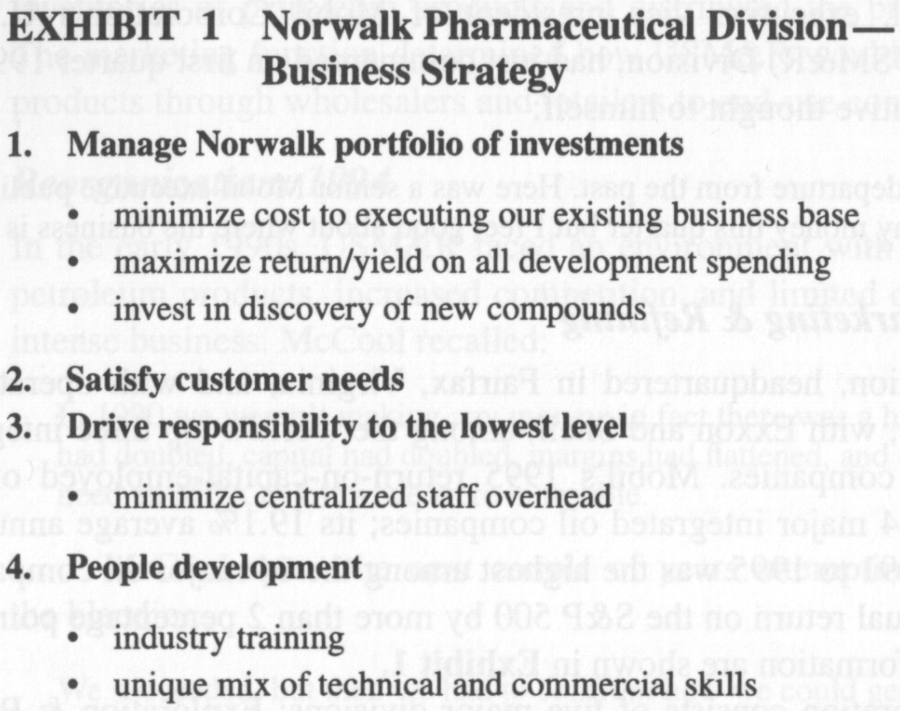 EXHIBIT 1 Norwalk Pharmaceutical Division—
Business Strategy
1. Manage Norwalk portfolio of investments
• minimize cost to executing our existing business base
• maximize return/yield on all development spending
• invest in discovery of new compounds
2. Satisfy customer needs
3. Drive responsibility to the lowest level
• minimize centralized staff overhead
4. People development
• industry training
• unique mix of technical and commercial skills